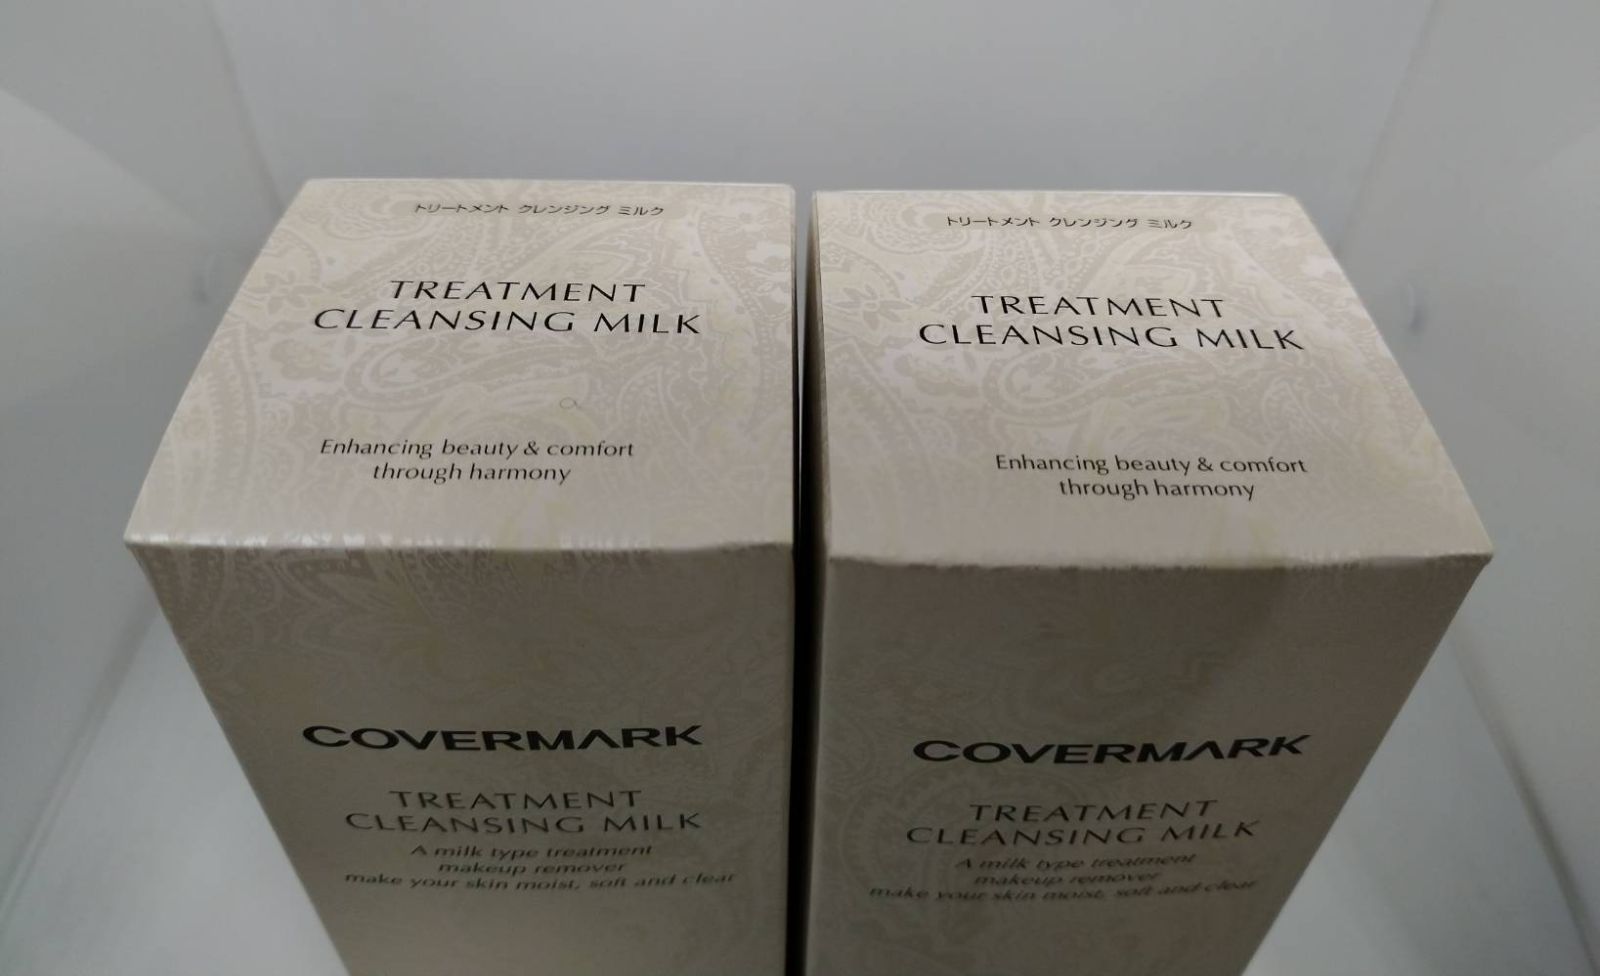 トリートメント クレンジング ミルク
TREATMENT
CLEANSING MILK
Enhancing beauty & comfort
through harmony
COVERMARK
TREATMENT
CLEANSING MILK
A milk type treatment
makeup remover
make your skin moist, soft and clear
トリートメント クレンジング ミルク
TREATMENT
CLEANSING MILK
Enhancing beauty & comfort
through harmony
COVERMARK
TREATMENT
CLEANSING MILK
A milk type treatment
makeup remover
make your skin moist, soft and clear